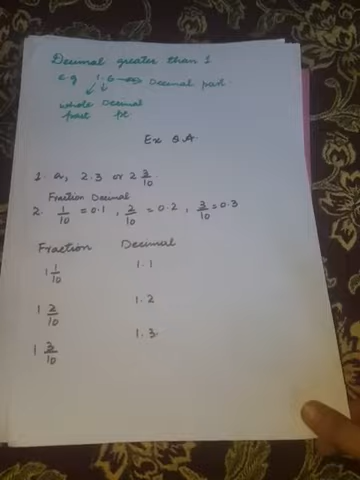 Decimal greater than 1
eg 1.6 → Decimal part
whole Decimal
part pt
Ex 8A
1. a, 2.3 or 2 3/10
Fraction Decimal
2. 1/10 = 0.1, 2/10 = 0.2, 3/10 = 0.3
Fraction Decimal
1 1/10 1.1
1 2/10 1.2
1 3/10 1.3